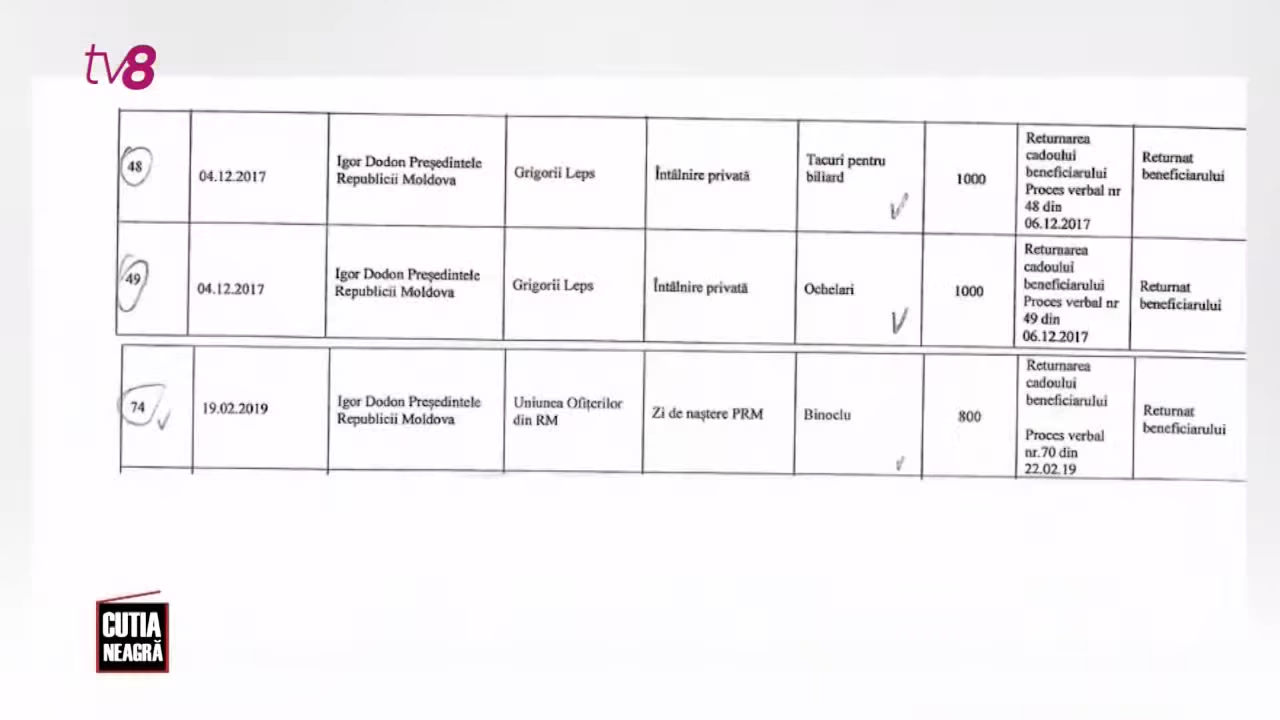 tv8
48
04.12.2017
Igor Dodon Președintele
Republicii Moldova
Grigorii Leps
Întâlnire privată
Tacuri pentru
biliard
1000
Returnarea
cadoului
beneficiarului
Proces verbal nr
48 din
06.12.2017
Returnat
beneficiarului
49
04.12.2017
Igor Dodon Președintele
Republicii Moldova
Grigorii Leps
Întâlnire privată
Ochelari
1000
Returnarea
cadoului
beneficiarului
Proces verbal nr
49 din
06.12.2017
Returnat
beneficiarului
74
19.02.2019
Igor Dodon Președintele
Republicii Moldova
Uniunea Ofițerilor
din RM
Zi de naștere PRM
Binoclu
800
Returnarea
cadoului
beneficiarului
Proces verbal
nr.70 din
22.02.19
Returnat
beneficiarului
CUTIA
NEAGRĂ